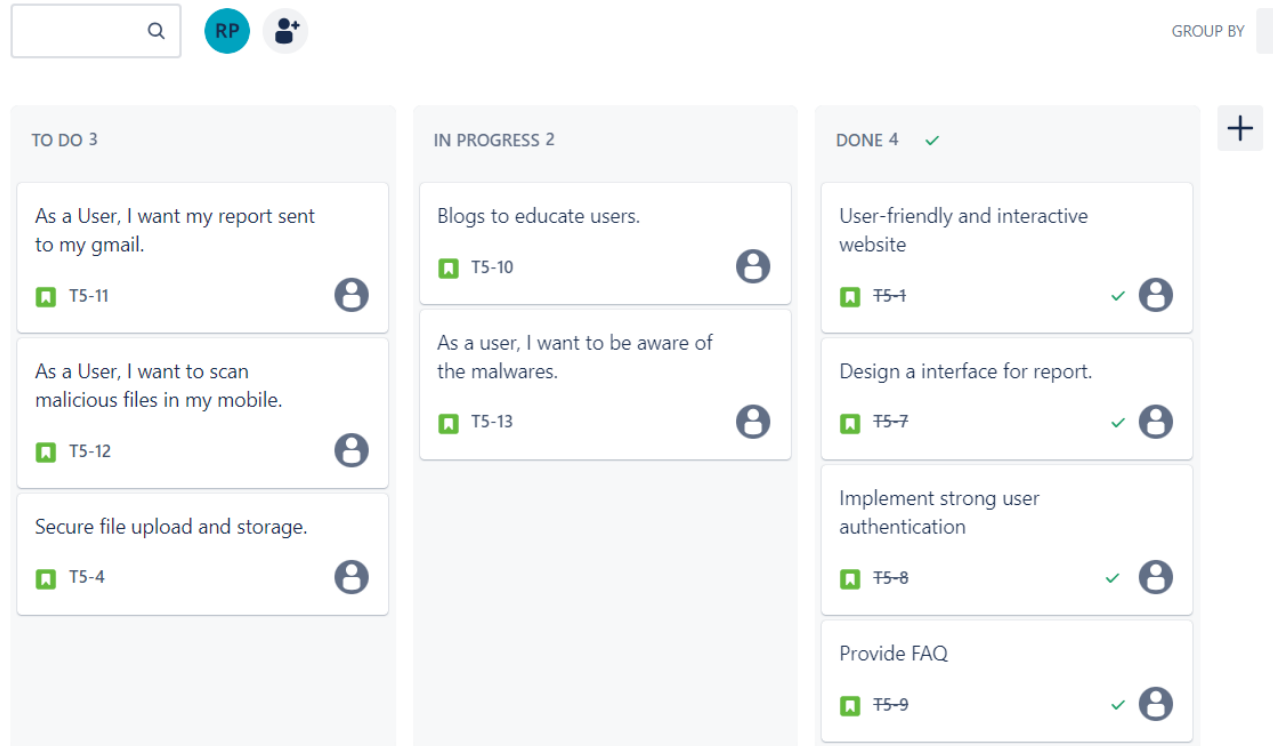 RP
GROUP BY
TO DO 3
As a User, I want my report sent
to my gmail.
T5-11
As a User, I want to scan
malicious files in my mobile.
T5-12
Secure file upload and storage.
T5-4
IN PROGRESS 2
Blogs to educate users.
T5-10
As a user, I want to be aware of
the malwares.
T5-13
DONE 4
User-friendly and interactive
website
T5-1
Design a interface for report.
T5-7
Implement strong user
authentication
T5-8
Provide FAQ
T5-9